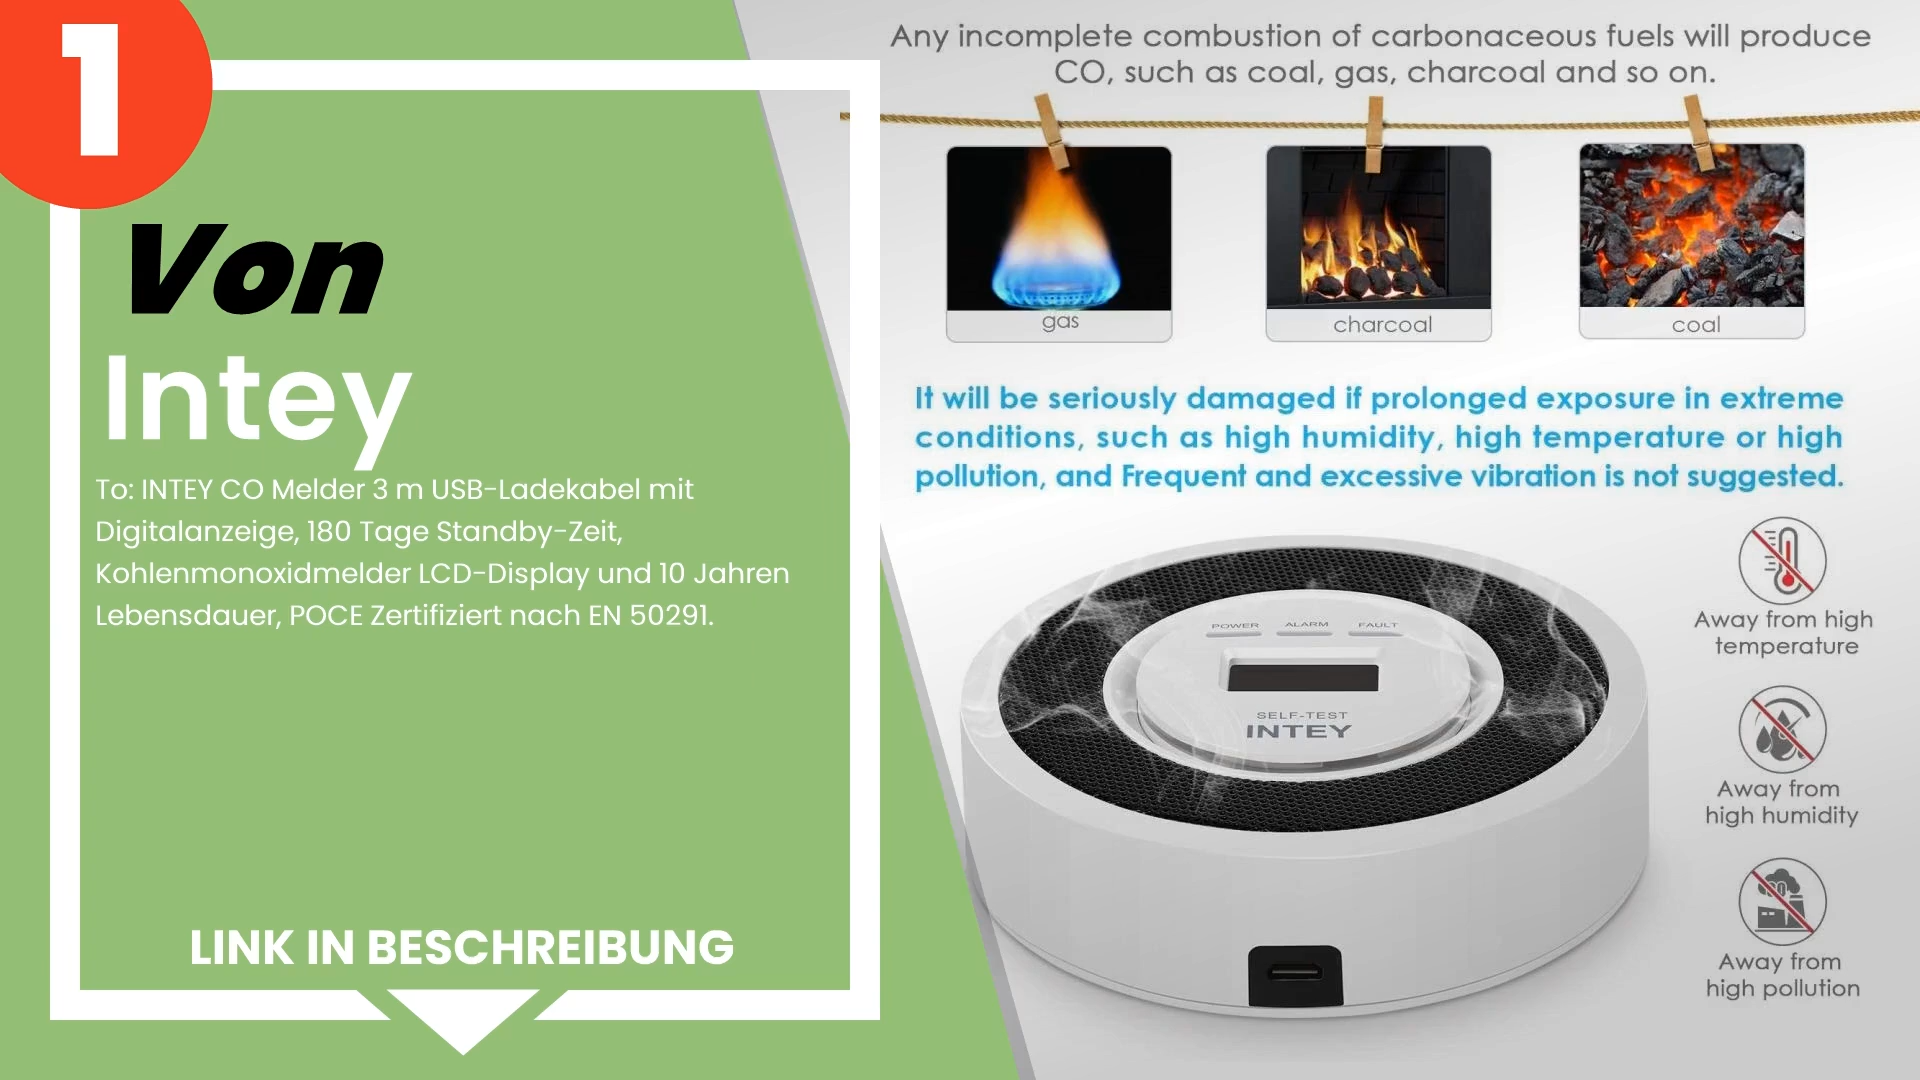 1
Von
Intey
To: INTEY CO Melder 3 m USB-Ladekabel mit
Digitalanzeige, 180 Tage Standby-Zeit,
Kohlenmonoxidmelder LCD-Display und 10 Jahren
Lebensdauer, POCE Zertifiziert nach EN 50291.
LINK IN BESCHREIBUNG
Any incomplete combustion of carbonaceous fuels will produce
CO, such as coal, gas, charcoal and so on.
gas
charcoal
coal
It will be seriously damaged if prolonged exposure in extreme
conditions, such as high humidity, high temperature or high
pollution, and Frequent and excessive vibration is not suggested.
POWER ALARM FAULT
SELF-TEST
INTEY
Away from high
temperature
Away from
high humidity
Away from
high pollution